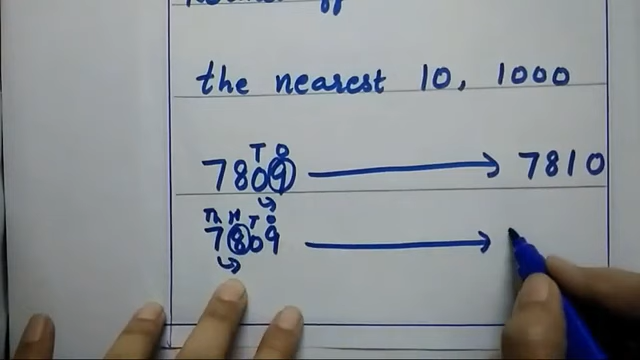 the nearest 10, 1000
T O
7809 7810
Th H T O
7809